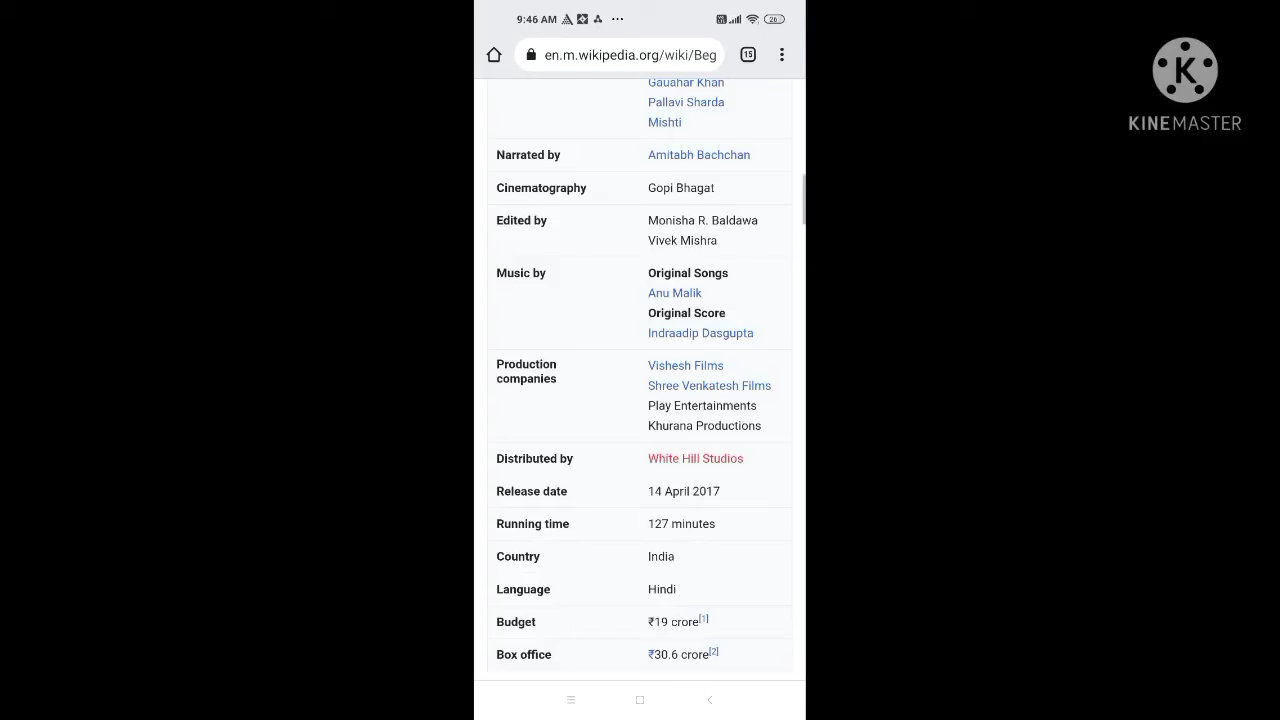 9:46 AM ... 26
en.m.wikipedia.org/wiki/Beg 15
KINEMASTER
Gauahar Khan
Pallavi Sharda
Mishti
Narrated by Amitabh Bachchan
Cinematography Gopi Bhagat
Edited by Monisha R. Baldawa
Vivek Mishra
Music by Original Songs
Anu Malik
Original Score
Indraadip Dasgupta
Production Vishesh Films
companies Shree Venkatesh Films
Play Entertainments
Khurana Productions
Distributed by White Hill Studios
Release date 14 April 2017
Running time 127 minutes
Country India
Language Hindi
Budget ₹19 crore[1]
Box office ₹30.6 crore[2]